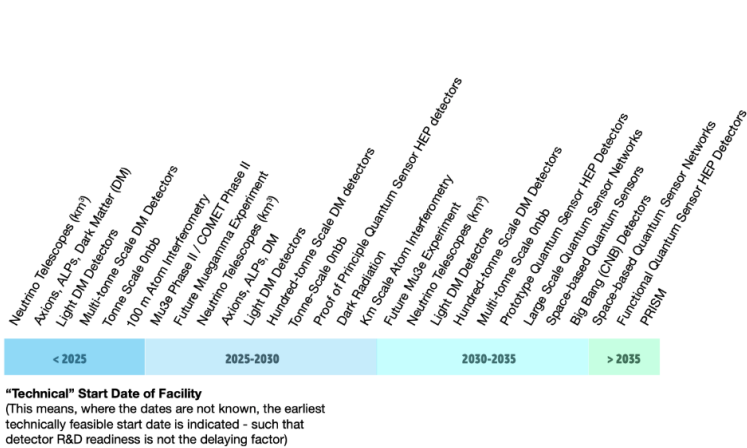 Neutrino Telescopes (km³)
Axions, ALPs, Dark Matter (DM)
Light DM Detectors
Multi-tonne Scale DM Detectors
Tonne Scale 0nbb
100 m Atom Interferometry
Mu3e Phase II / COMET Phase II
Future Muegamma Experiment
Neutrino Telescopes (km³)
Axions, ALPs, DM
Light DM Detectors
Hundred-tonne Scale DM detectors
Tonne-Scale 0nbb
Proof of Principle Quantum Sensor HEP detectors
Dark Radiation
Km Scale Atom Interferometry
Future Mu3e Experiment
Neutrino Telescopes (km³)
Light DM Detectors
Hundred-tonne Scale DM Detectors
Multi-tonne Scale 0nbb
Prototype Quantum Sensor HEP Detectors
Large Scale Quantum Sensor Networks
Space-based Quantum Sensors
Big Bang (CNB) Detectors
Space-based Quantum Sensor Networks
Functional Quantum Sensor HEP Detectors
PRISM
< 2025
2025-2030
2030-2035
> 2035
“Technical” Start Date of Facility
(This means, where the dates are not known, the earliest
technically feasible start date is indicated - such that
detector R&D readiness is not the delaying factor)